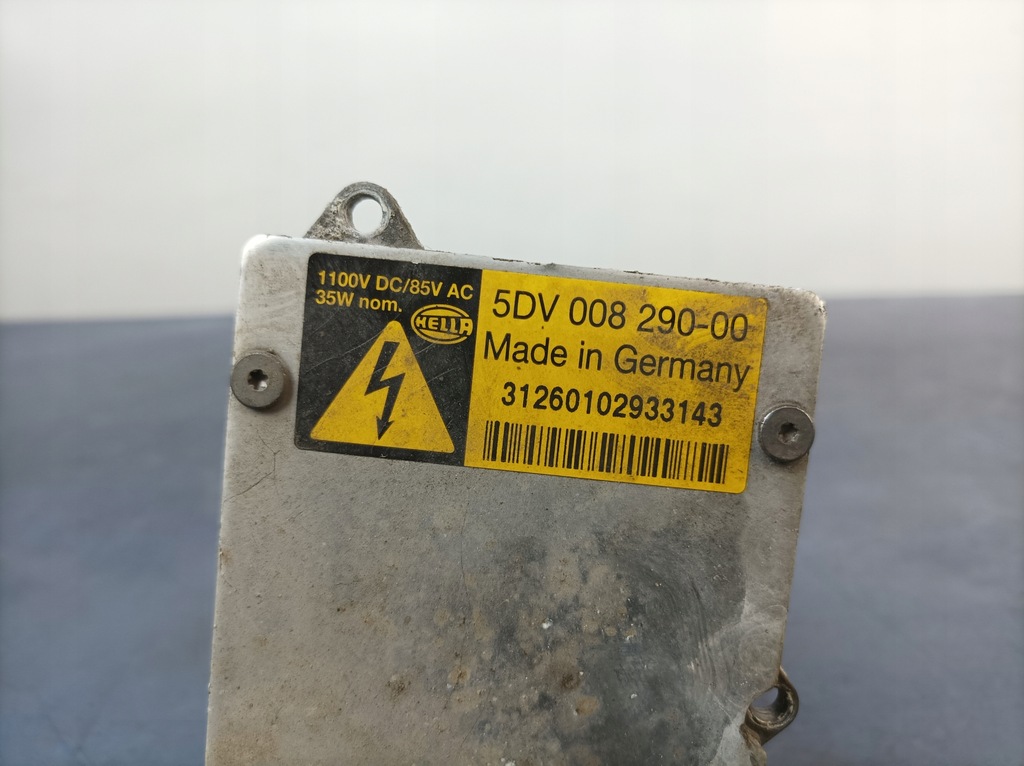 1100V DC/85V AC
35W nom.
HELLA
5DV 008 290-00
Made in Germany
31260102933143